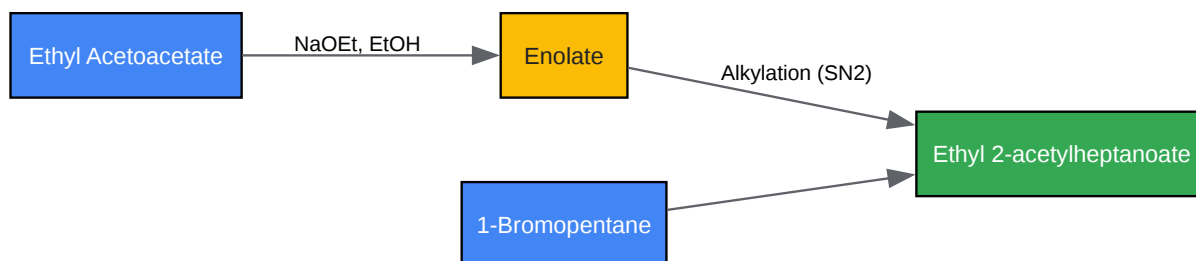 Ethyl Acetoacetate
NaOEt, EtOH
Enolate
Alkylation (SN2)
Ethyl 2-acetylheptanoate
1-Bromopentane